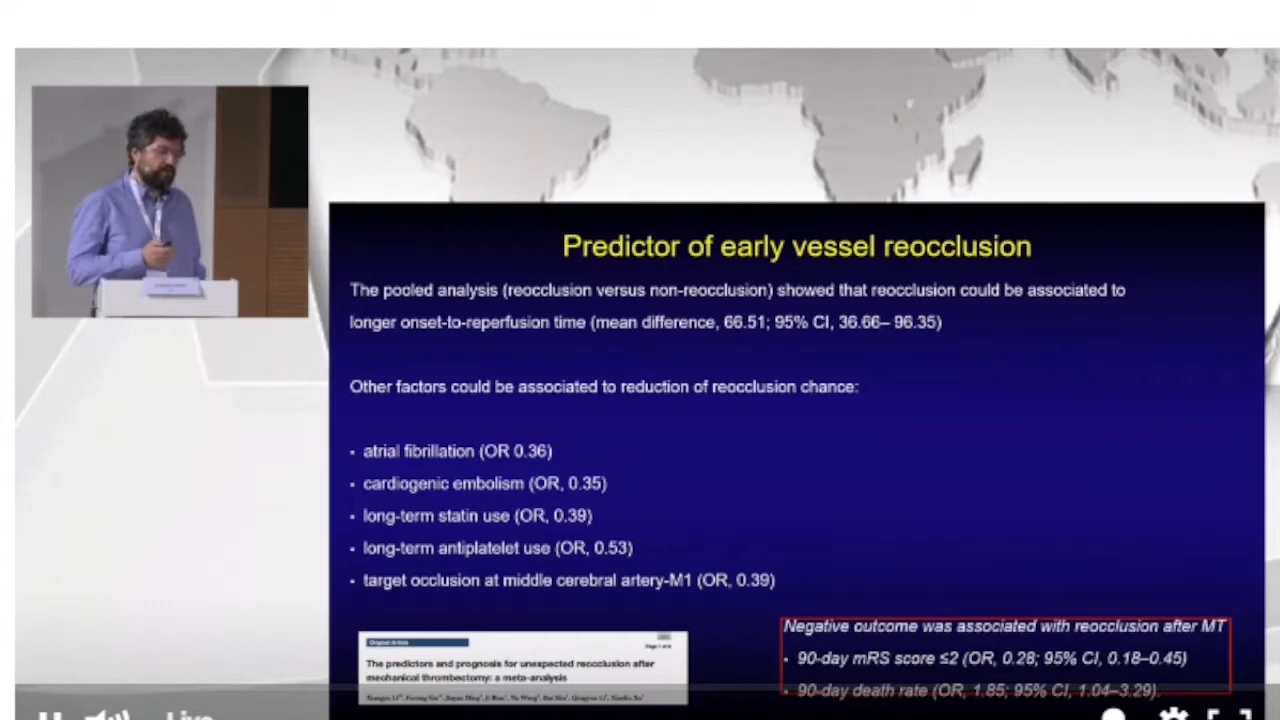 Predictor of early vessel reocclusion
The pooled analysis (reocclusion versus non-reocclusion) showed that reocclusion could be associated to
longer onset-to-reperfusion time (mean difference, 66.51; 95% CI, 36.66– 96.35)
Other factors could be associated to reduction of reocclusion chance:
• atrial fibrillation (OR 0.36)
• cardiogenic embolism (OR, 0.35)
• long-term statin use (OR, 0.39)
• long-term antiplatelet use (OR, 0.53)
• target occlusion at middle cerebral artery-M1 (OR, 0.39)
Original Article
The predictors and prognosis for unexpected reocclusion after
mechanical thrombectomy: a meta-analysis
Negative outcome was associated with reocclusion after MT
• 90-day mRS score ≤2 (OR, 0.28; 95% CI, 0.18–0.45)
• 90-day death rate (OR, 1.85; 95% CI, 1.04–3.29).
Live